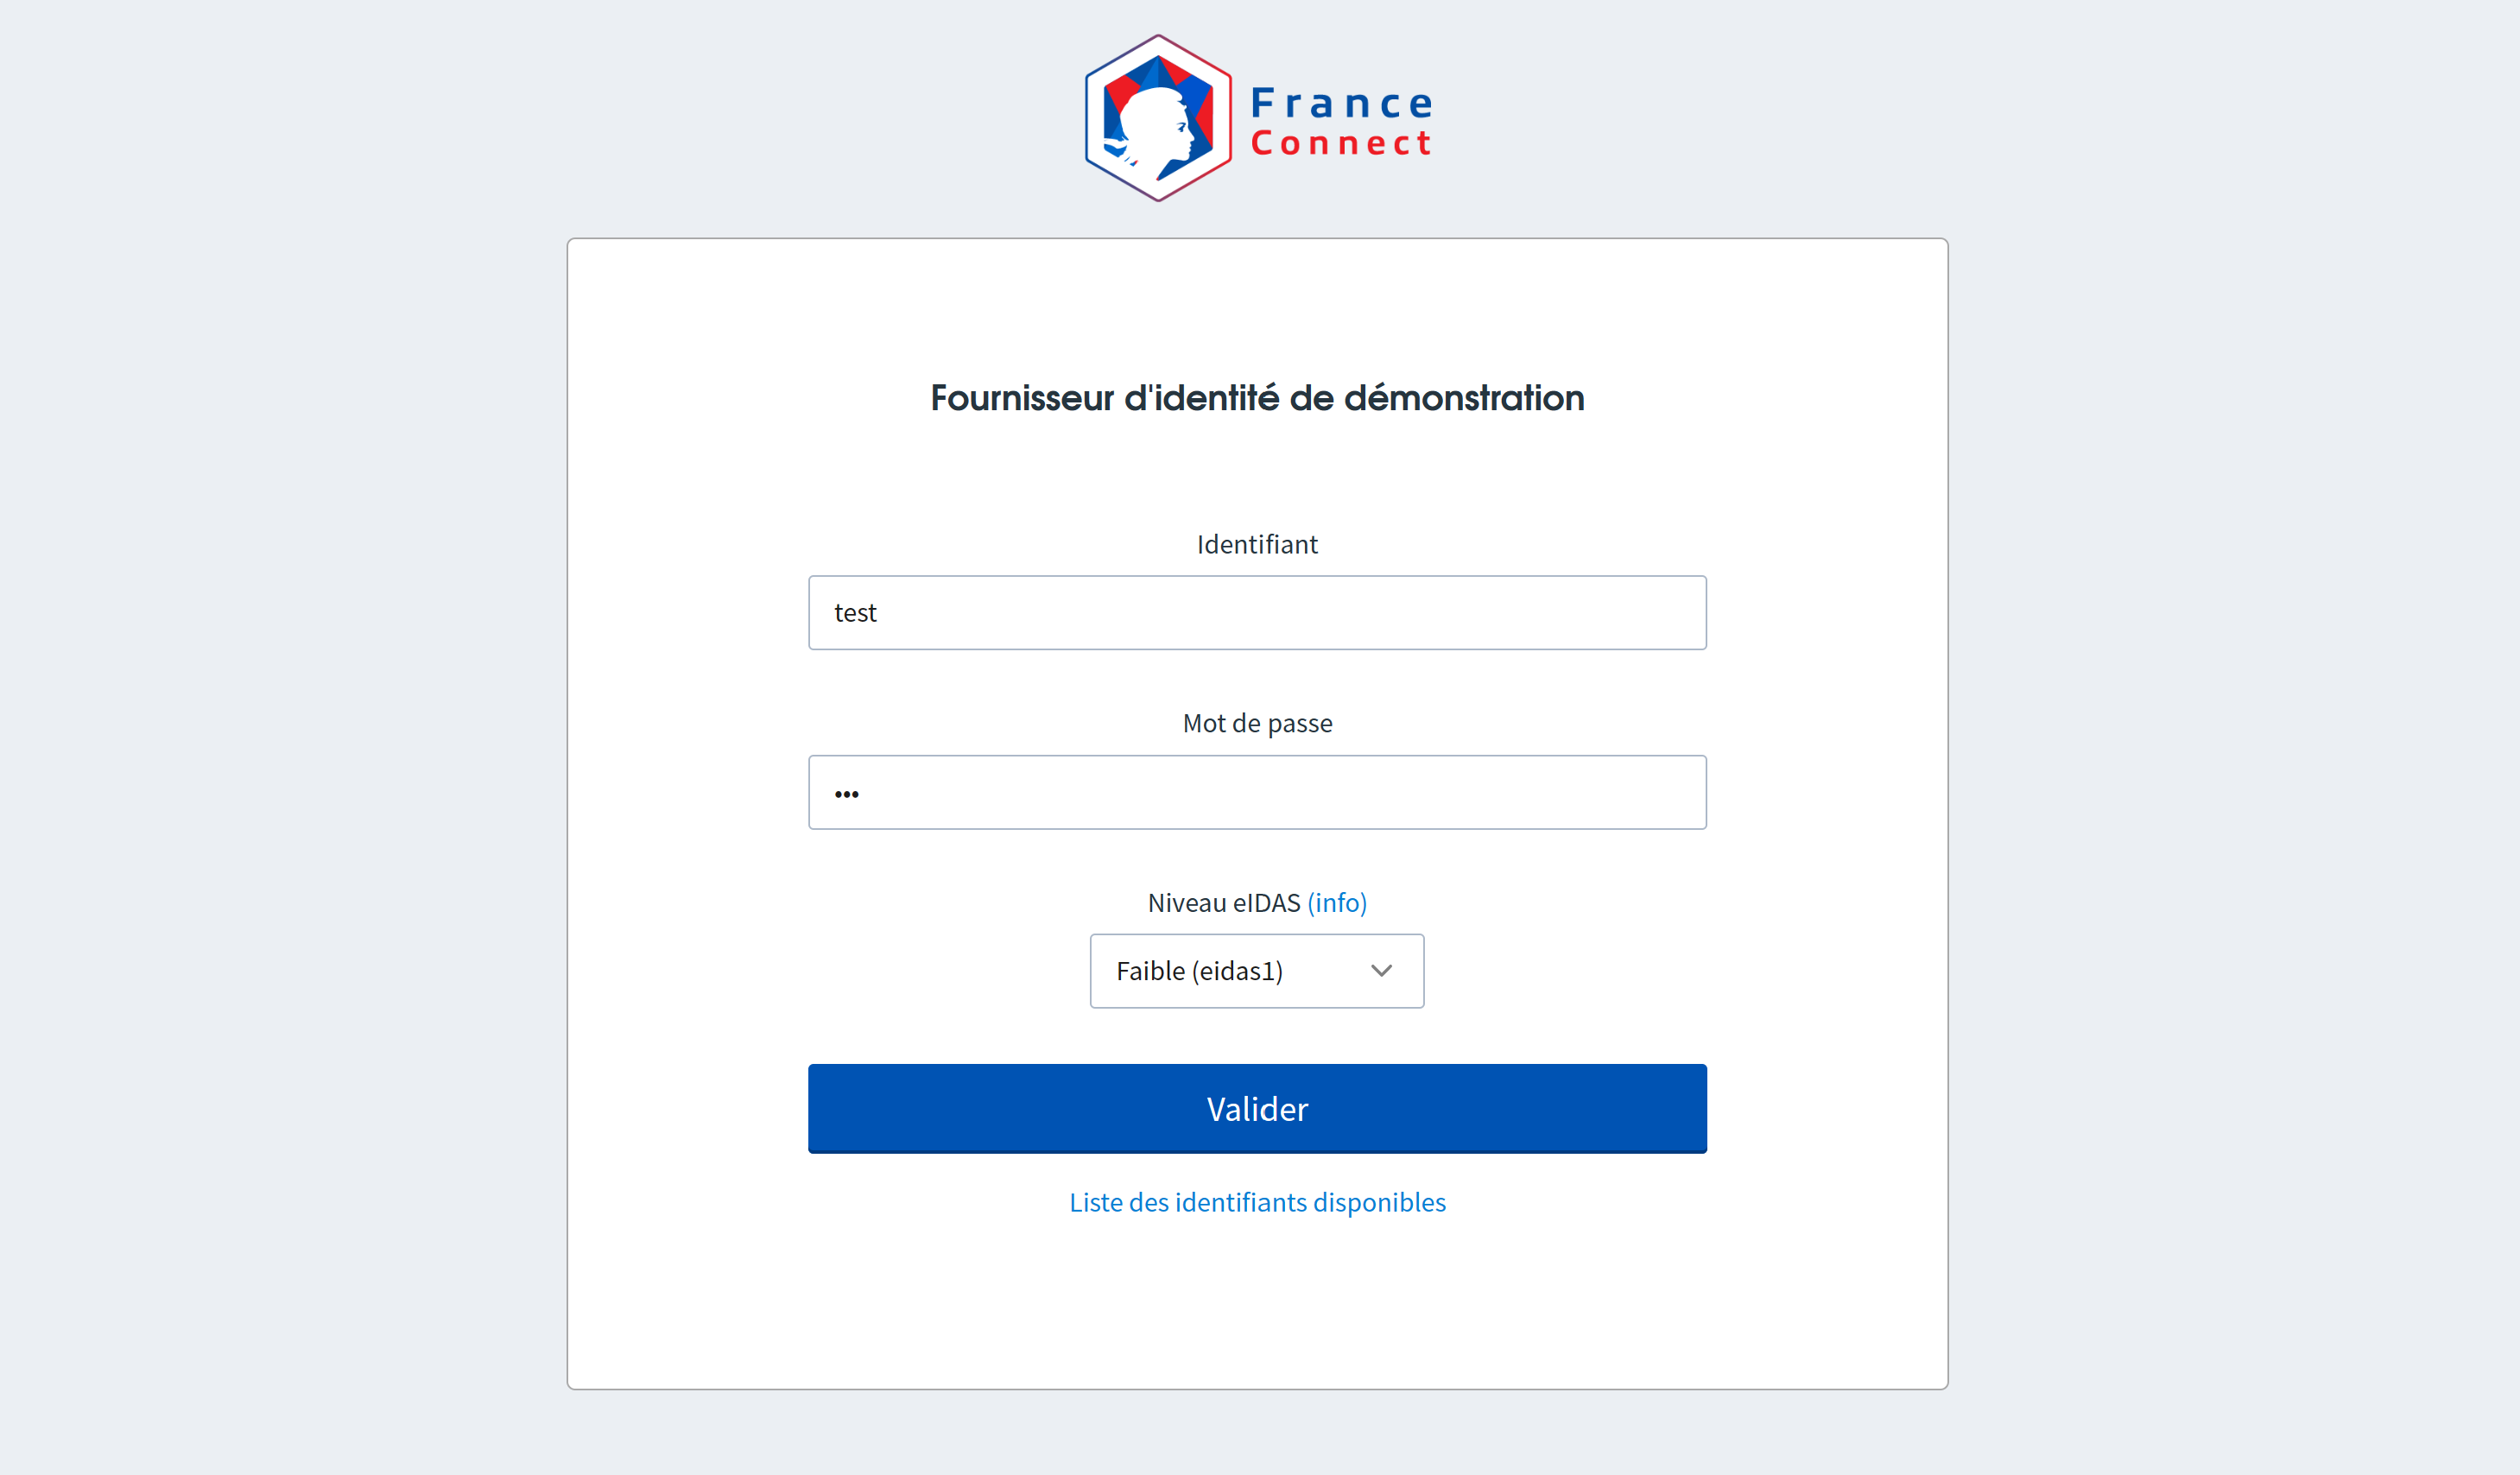 France
Connect
Fournisseur d'identité de démonstration
Identifiant
test
Mot de passe
•••
Niveau eIDAS (info)
Faible (eidas1)
Valider
Liste des identifiants disponibles